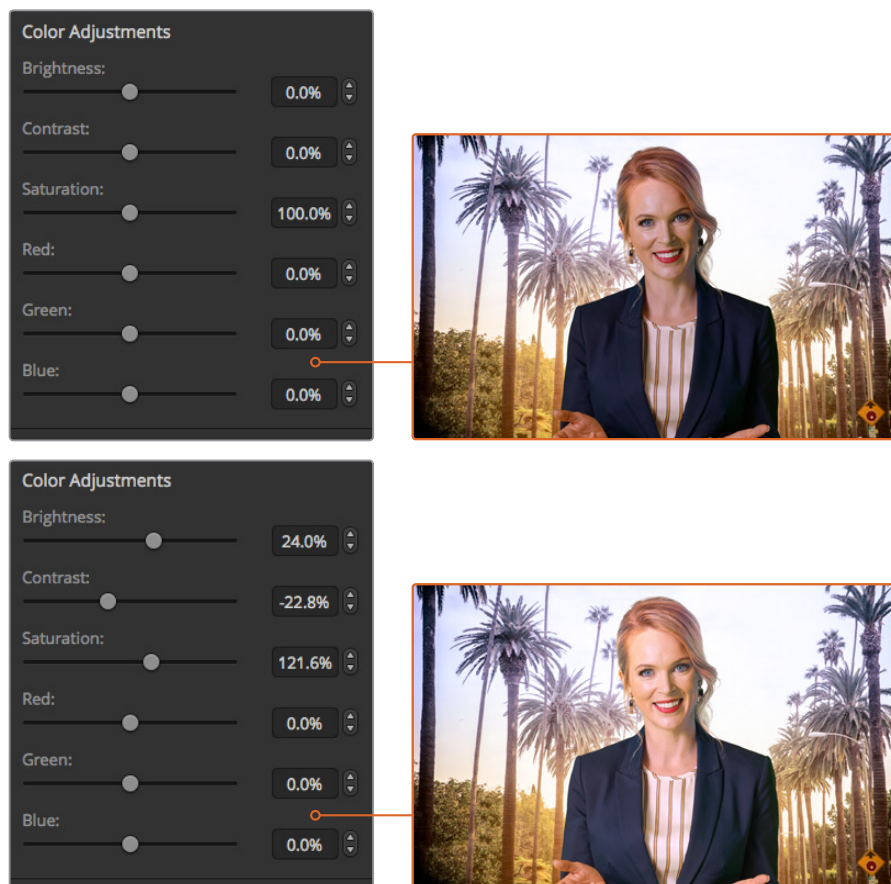 Color Adjustments
Brightness:
0.0%
Contrast:
0.0%
Saturation:
100.0%
Red:
0.0%
Green:
0.0%
Blue:
0.0%
Color Adjustments
Brightness:
24.0%
Contrast:
-22.8%
Saturation:
121.6%
Red:
0.0%
Green:
0.0%
Blue:
0.0%